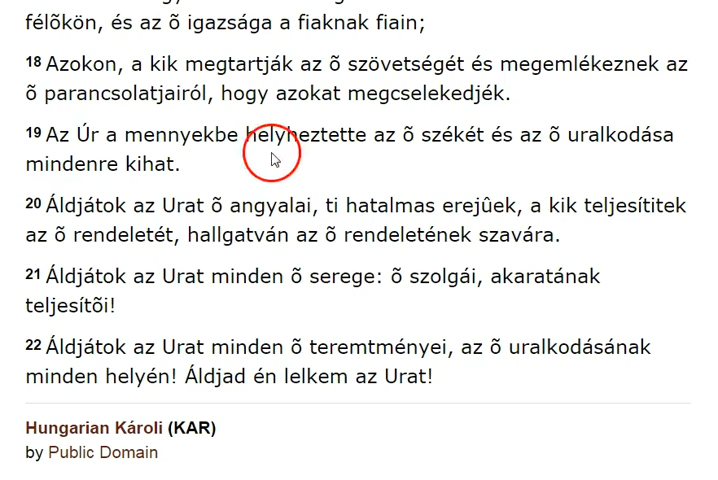 félõkön, és az õ igazsága a fiaknak fiain;
18 Azokon, a kik megtartják az õ szövetségét és megemlékeznek az
õ parancsolatjairól, hogy azokat megcselekedjék.
19 Az Úr a mennyekbe helyheztette az õ székét és az õ uralkodása
mindenre kihat.
20 Áldjátok az Urat õ angyalai, ti hatalmas erejûek, a kik teljesítitek
az õ rendeletét, hallgatván az õ rendeletének szavára.
21 Áldjátok az Urat minden õ serege: õ szolgái, akaratának
teljesítõi!
22 Áldjátok az Urat minden õ teremtményei, az õ uralkodásának
minden helyén! Áldjad én lelkem az Urat!
Hungarian Károli (KAR)
by Public Domain